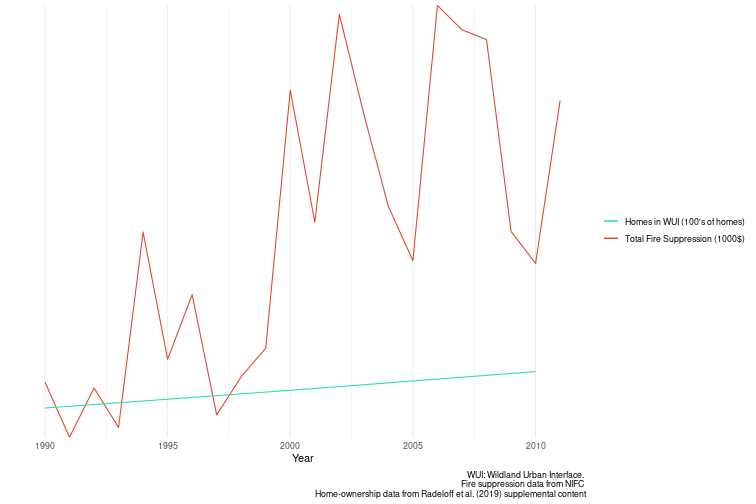 Homes in WUI (100's of homes)
Total Fire Suppression (1000$)
1990 1995 2000 2005 2010
Year
WUI: Wildland Urban Interface.
Fire suppression data from NIFC
Home-ownership data from Radeloff et al. (2019) supplemental content